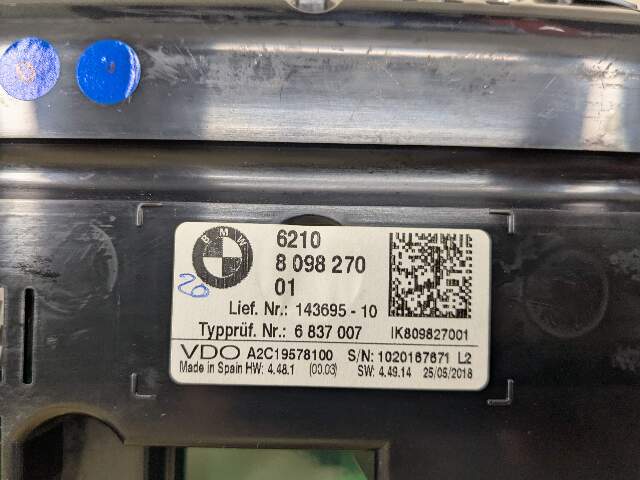 BMW
6210
8 098 270
01
20
Lief. Nr.: 143695 - 10
Typprüf. Nr.: 6 837 007
IK809827001
VDO A2C19578100 S/N: 1020167671 L2
Made in Spain HW: 4.48.1 (00.03) SW: 4.49.14 25/05/2018